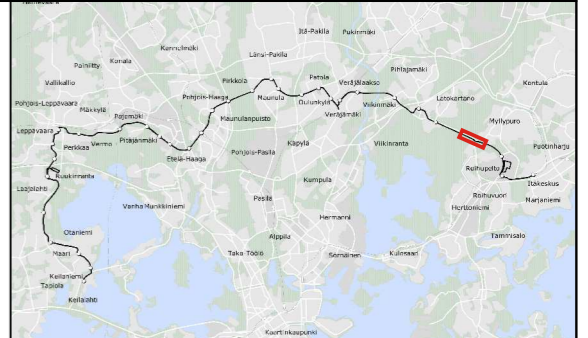 Itä-Pakila
Pukinmäki
Kannelmäki
Länsi-Pakila
Konala
Painiitty
Pirkkola
Patola
Veräjälaakso
Pihlajamäki
Kontula
Vallikallio
Pohjois-Haaga
Maunula
Oulunkylä
Viikinmäki
Latokartano
Pohjois-Leppävaara
Mäkkylä
Pajamäki
Maunulanpuisto
Veräjämäki
Myllypuro
Leppävaara
Perkkaa
Vermo
Pitäjänmäki
Etelä-Haaga
Pohjois-Pasila
Käpylä
Viikinranta
Puotinharju
Roihupelto
Laajalahti
Ruukinranta
Kumpula
Itäkeskus
Vanha Munkkiniemi
Pasila
Roihuvuori
Marjaniemi
Herttoniemi
Hermanni
Otaniemi
Alppila
Tammisalo
Maari
Taka-Töölö
Sörnäinen
Kulosaari
Keilaniemi
Tapiola
Keilalahti
Kaartinkaupunki